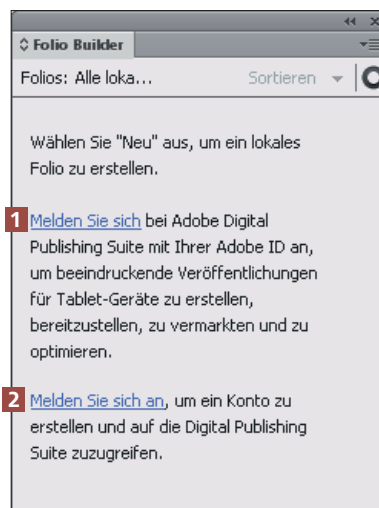 Folio Builder
Folios: Alle loka... Sortieren
Wählen Sie "Neu" aus, um ein lokales
Folio zu erstellen.
1 Melden Sie sich bei Adobe Digital
Publishing Suite mit Ihrer Adobe ID an,
um beeindruckende Veröffentlichungen
für Tablet-Geräte zu erstellen,
bereitzustellen, zu vermarkten und zu
optimieren.
2 Melden Sie sich an, um ein Konto zu
erstellen und auf die Digital Publishing
Suite zuzugreifen.